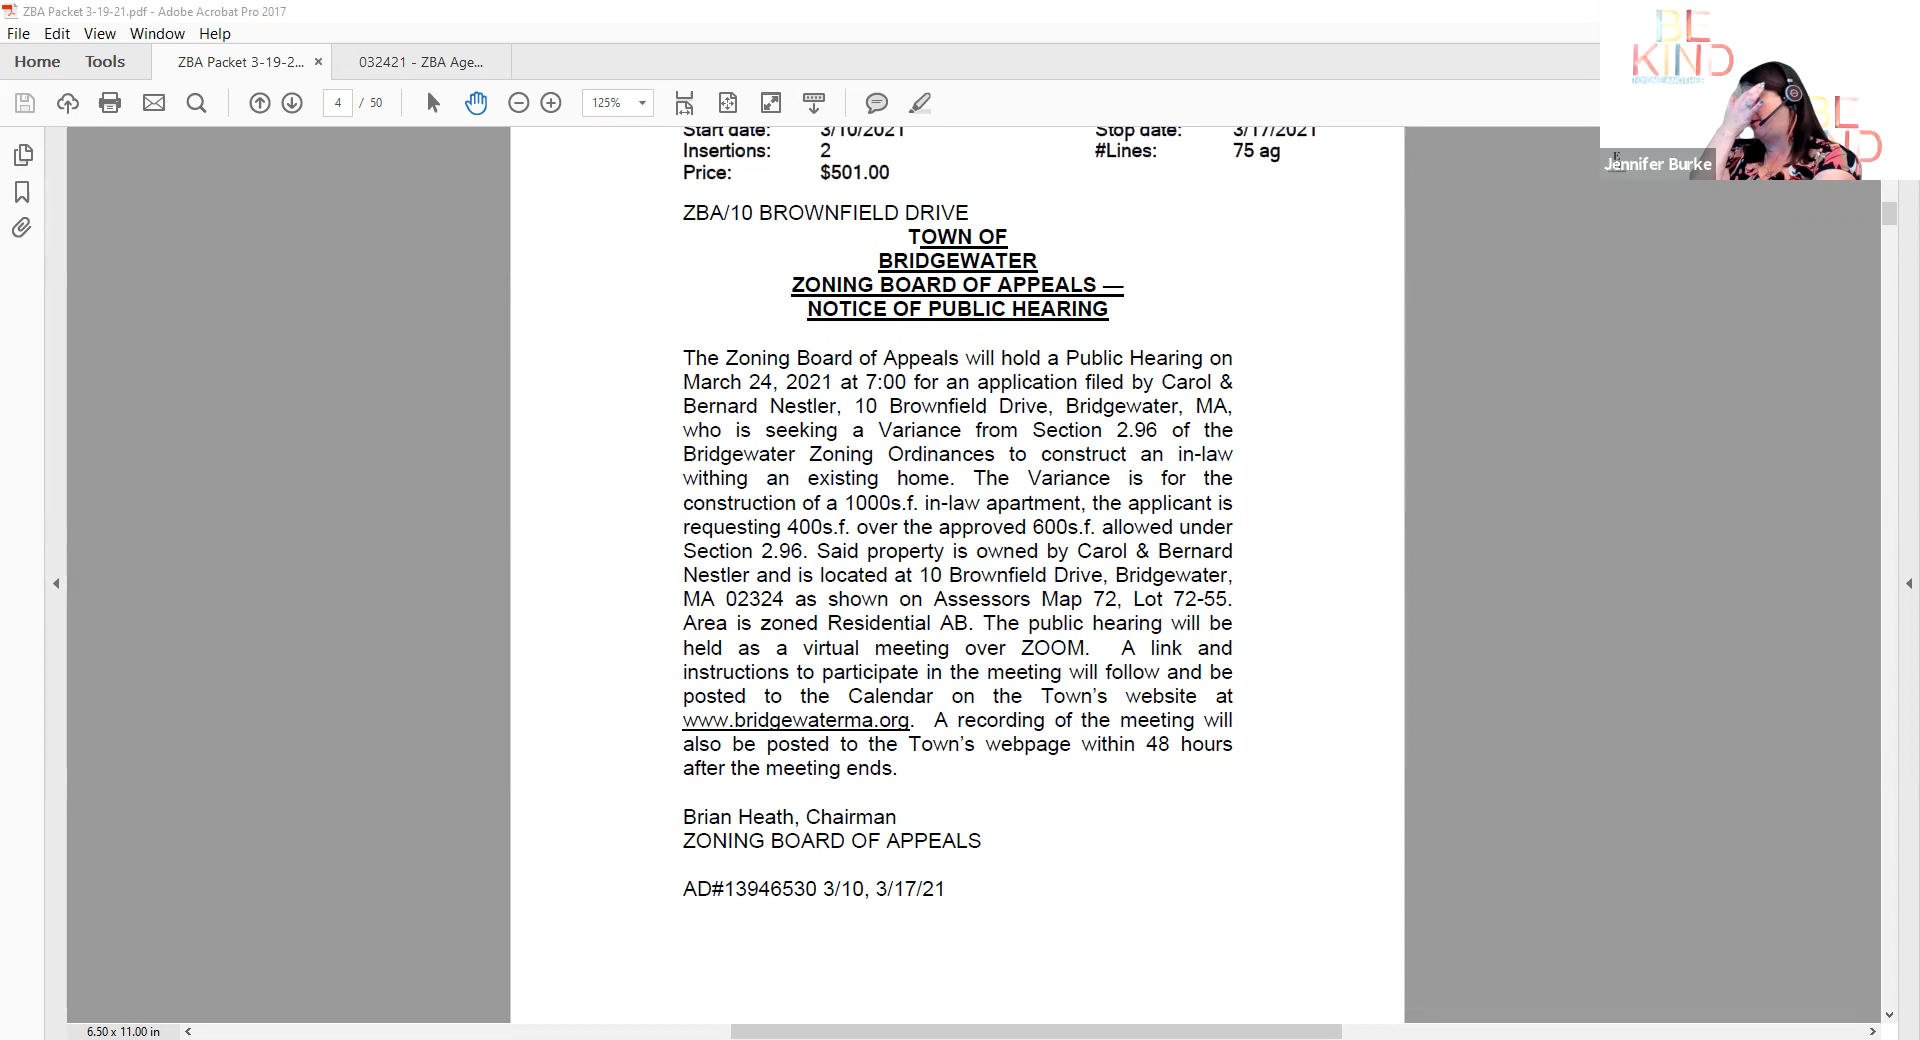 ZBA Packet 3-19-21.pdf - Adobe Acrobat Pro 2017
File Edit View Window Help
Home Tools ZBA Packet 3-19-2... × 032421 - ZBA Age...
4 / 50 125%
BE
KIND
TO ONE ANOTHER
BE
ND
Jennifer Burke
Start date: 3/10/2021 Stop date: 3/17/2021
Insertions: 2 #Lines: 75 ag
Price: $501.00
ZBA/10 BROWNFIELD DRIVE
TOWN OF
BRIDGEWATER
ZONING BOARD OF APPEALS —
NOTICE OF PUBLIC HEARING
The Zoning Board of Appeals will hold a Public Hearing on
March 24, 2021 at 7:00 for an application filed by Carol &
Bernard Nestler, 10 Brownfield Drive, Bridgewater, MA,
who is seeking a Variance from Section 2.96 of the
Bridgewater Zoning Ordinances to construct an in-law
withing an existing home. The Variance is for the
construction of a 1000s.f. in-law apartment, the applicant is
requesting 400s.f. over the approved 600s.f. allowed under
Section 2.96. Said property is owned by Carol & Bernard
Nestler and is located at 10 Brownfield Drive, Bridgewater,
MA 02324 as shown on Assessors Map 72, Lot 72-55.
Area is zoned Residential AB. The public hearing will be
held as a virtual meeting over ZOOM. A link and
instructions to participate in the meeting will follow and be
posted to the Calendar on the Town's website at
www.bridgewaterma.org. A recording of the meeting will
also be posted to the Town's webpage within 48 hours
after the meeting ends.
Brian Heath, Chairman
ZONING BOARD OF APPEALS
AD#13946530 3/10, 3/17/21
6.50 x 11.00 in